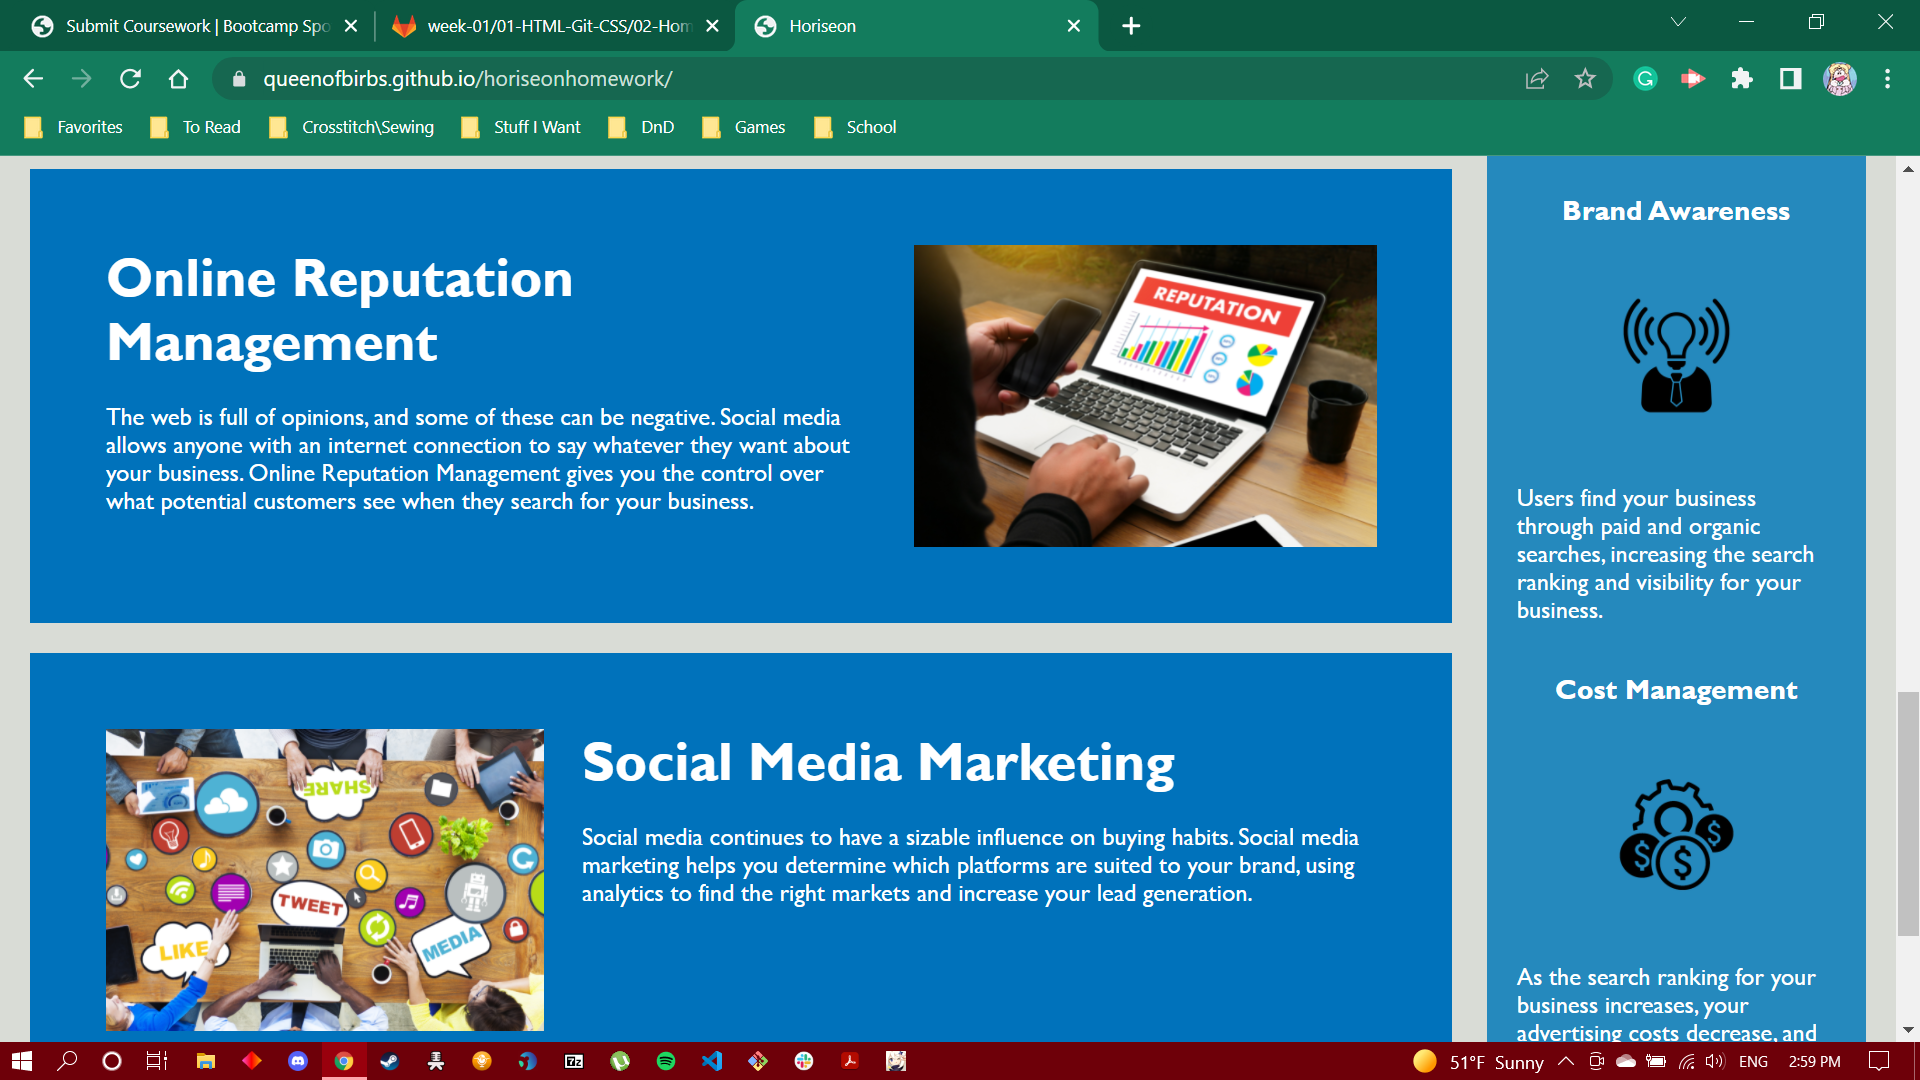 Submit Coursework | Bootcamp Spo
week-01/01-HTML-Git-CSS/02-Hom
Horiseon
queenofbirbs.github.io/horiseonhomework/
Favorites
To Read
Crosstitch\Sewing
Stuff I Want
DnD
Games
School
Online Reputation
Management
The web is full of opinions, and some of these can be negative. Social media
allows anyone with an internet connection to say whatever they want about
your business. Online Reputation Management gives you the control over
what potential customers see when they search for your business.
REPUTATION
Social Media Marketing
Social media continues to have a sizable influence on buying habits. Social media
marketing helps you determine which platforms are suited to your brand, using
analytics to find the right markets and increase your lead generation.
SHARE
TWEET
LIKE
MEDIA
Brand Awareness
Users find your business
through paid and organic
searches, increasing the search
ranking and visibility for your
business.
Cost Management
$ $ $
As the search ranking for your
business increases, your
advertising costs decrease, and
7z
51°F Sunny
ENG
2:59 PM